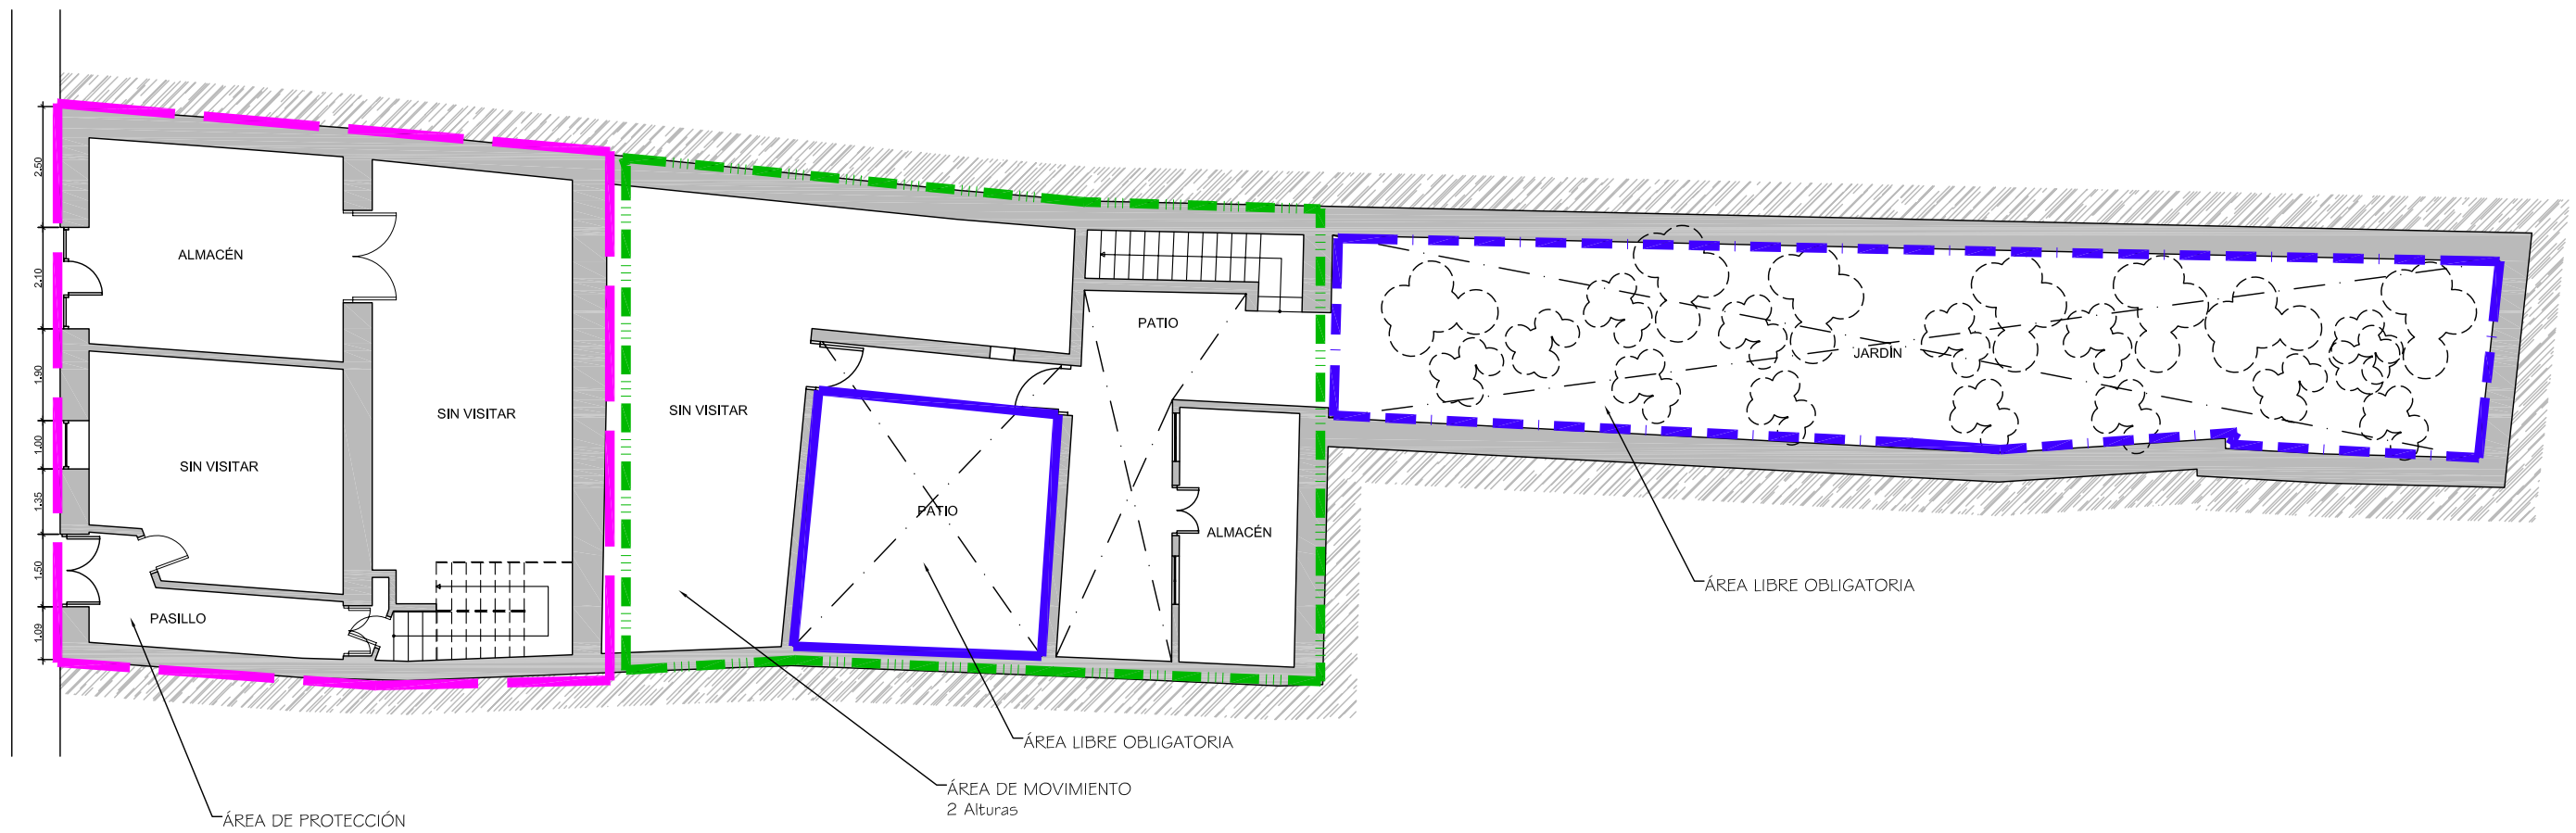 2.50
2.10
1.90
1.00
1.35
1.50
1.09
ALMACÉN
SIN VISITAR
SIN VISITAR
PASILLO
SIN VISITAR
PATIO
PATIO
ALMACÉN
JARDÍN
ÁREA LIBRE OBLIGATORIA
ÁREA LIBRE OBLIGATORIA
ÁREA DE MOVIMIENTO
2 Alturas
ÁREA DE PROTECCIÓN